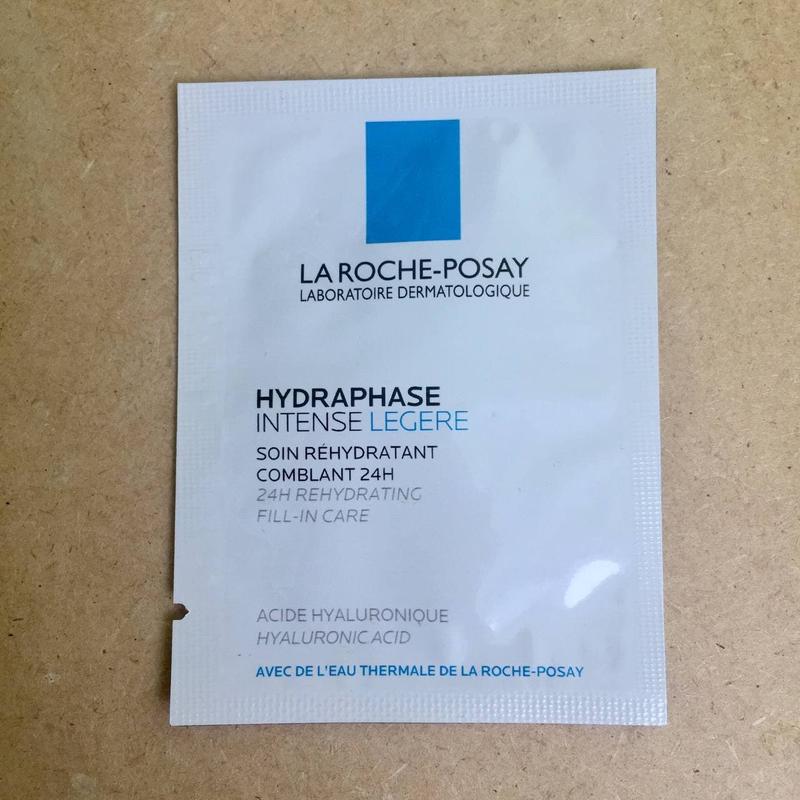 LA ROCHE-POSAY
LABORATOIRE DERMATOLOGIQUE
HYDRAPHASE
INTENSE LEGERE
SOIN RÉHYDRATANT
COMBLANT 24H
24H REHYDRATING
FILL-IN CARE
ACIDE HYALURONIQUE
HYALURONIC ACID
AVEC DE L'EAU THERMALE DE LA ROCHE-POSAY